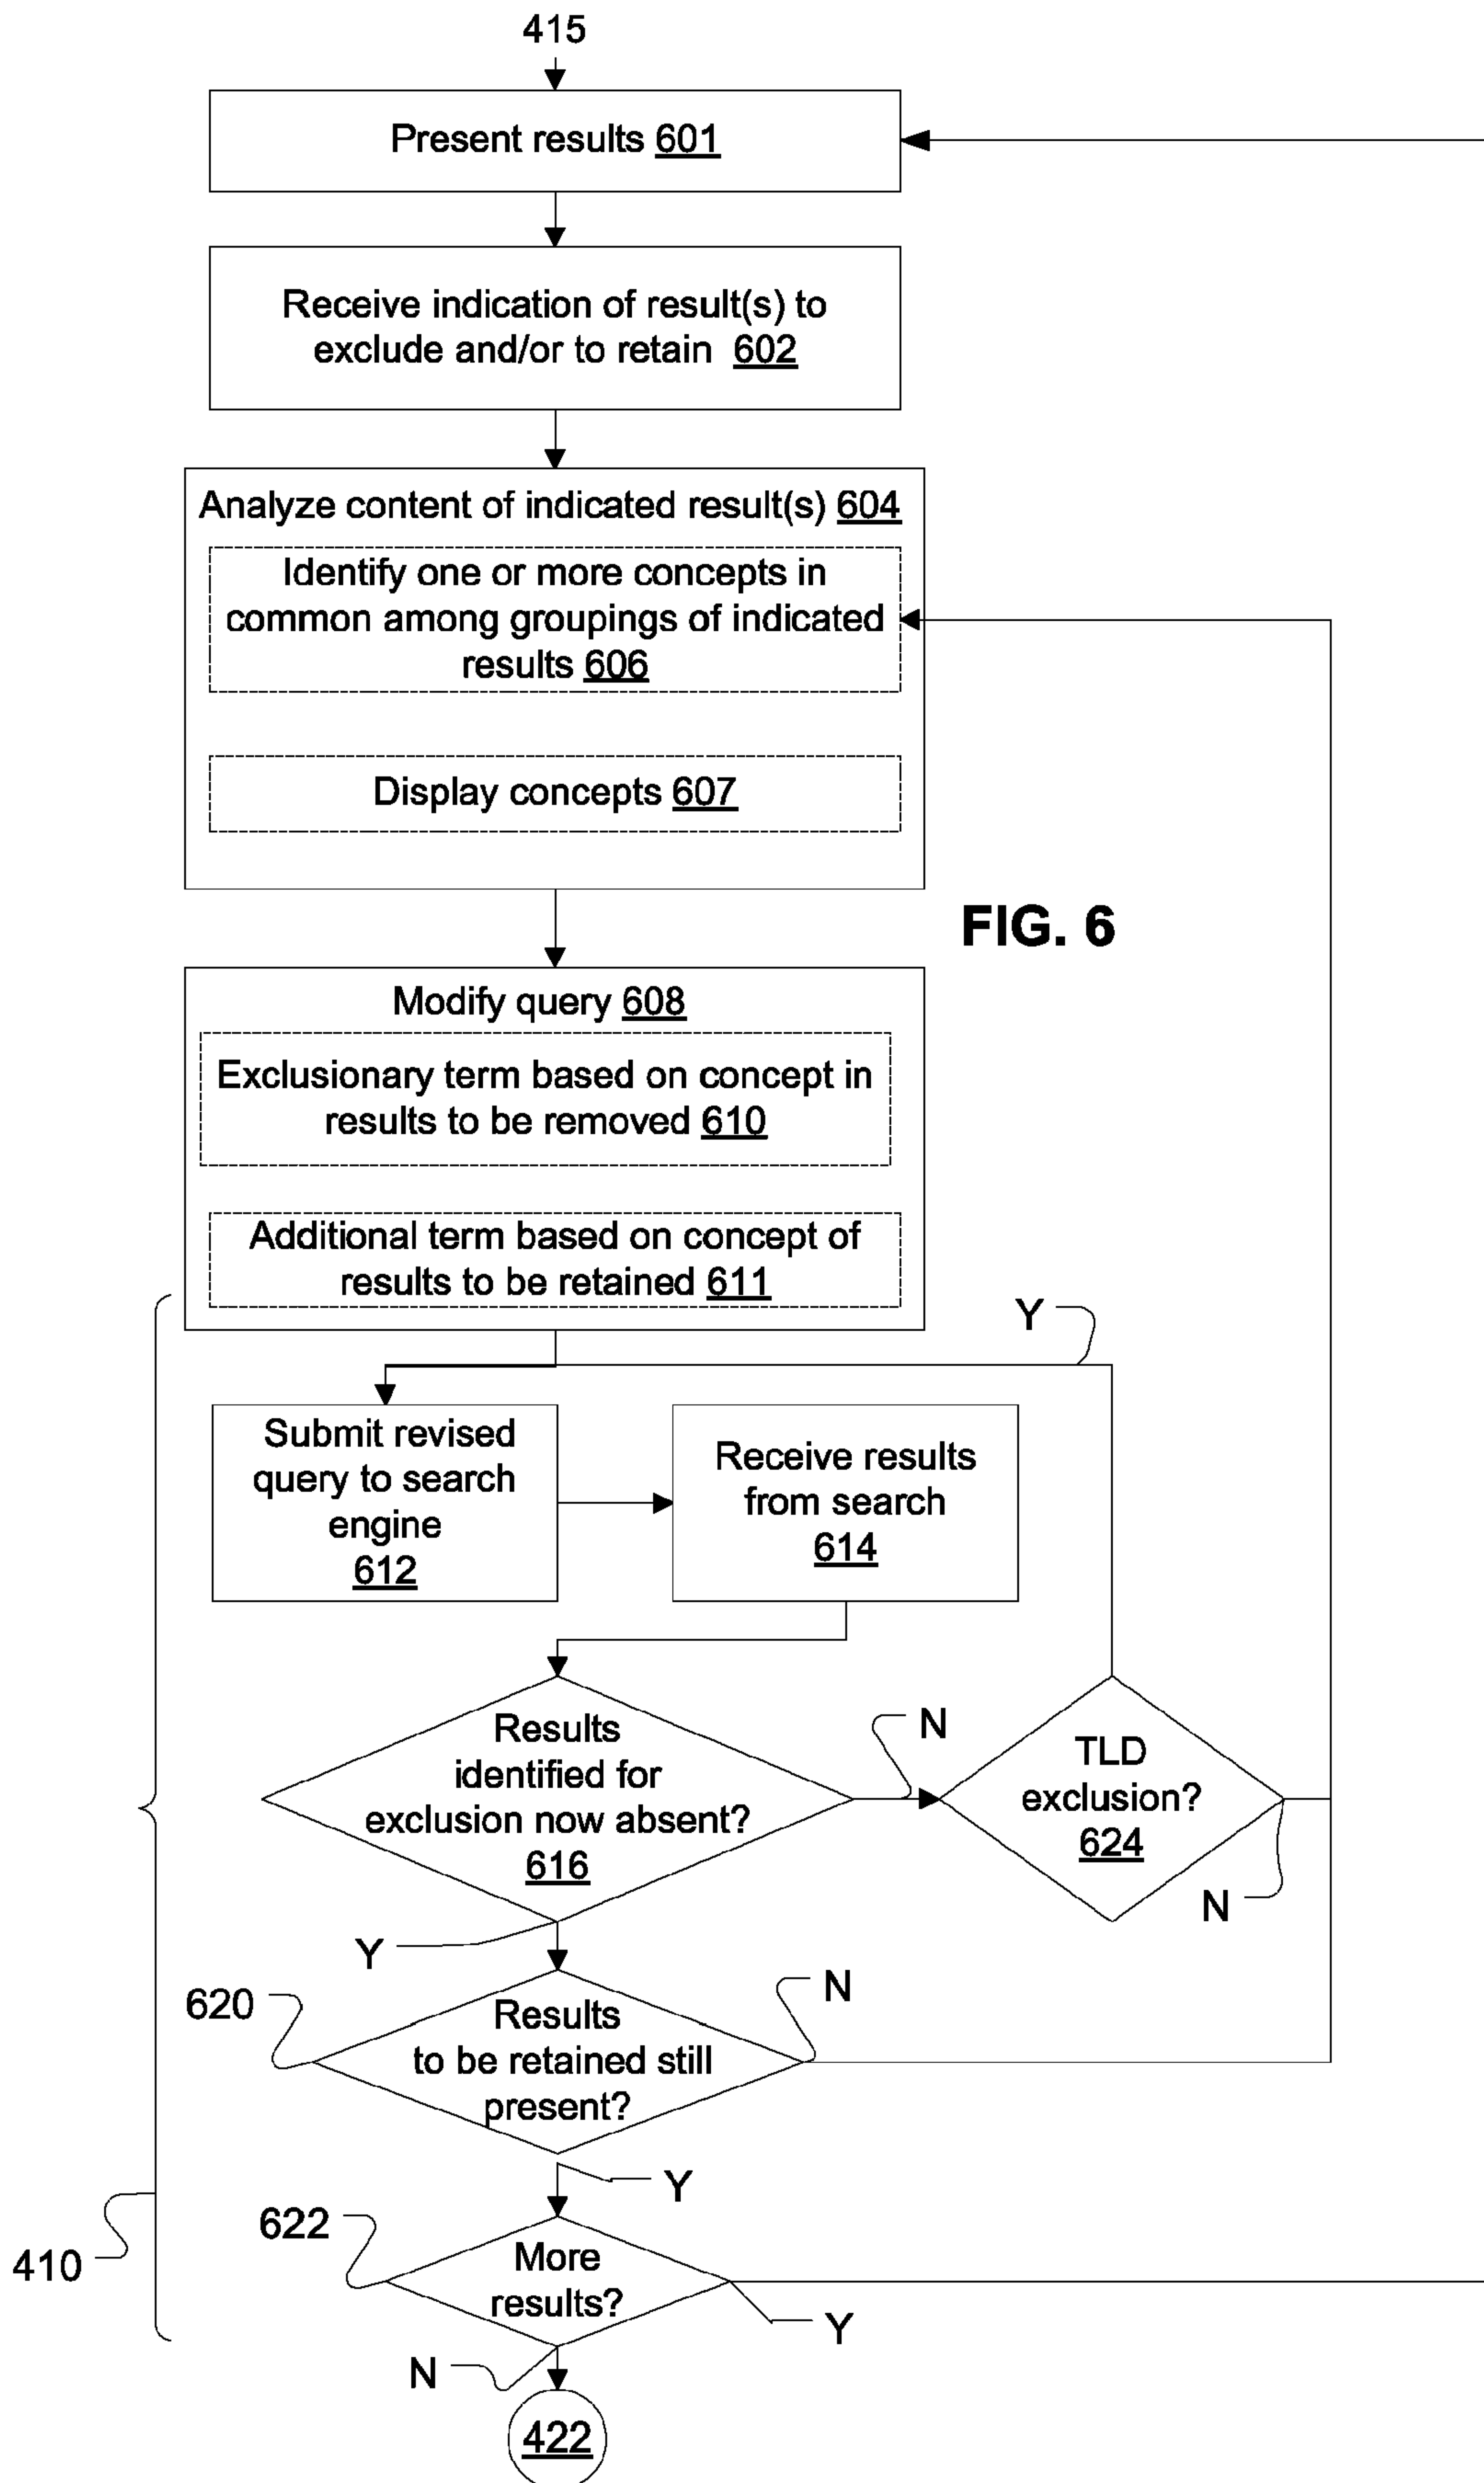 415
Present results 601
Receive indication of result(s) to
exclude and/or to retain 602
Analyze content of indicated result(s) 604
Identify one or more concepts in
common among groupings of indicated
results 606
Display concepts 607
FIG. 6
Modify query 608
Exclusionary term based on concept in
results to be removed 610
Additional term based on concept of
results to be retained 611
Y
Submit revised
query to search
engine
612
Receive results
from search
614
Results
identified for
exclusion now absent?
616
N
TLD
exclusion?
624
N
Y
620
Results
to be retained still
present?
N
Y
622
More
results?
Y
410
N
422